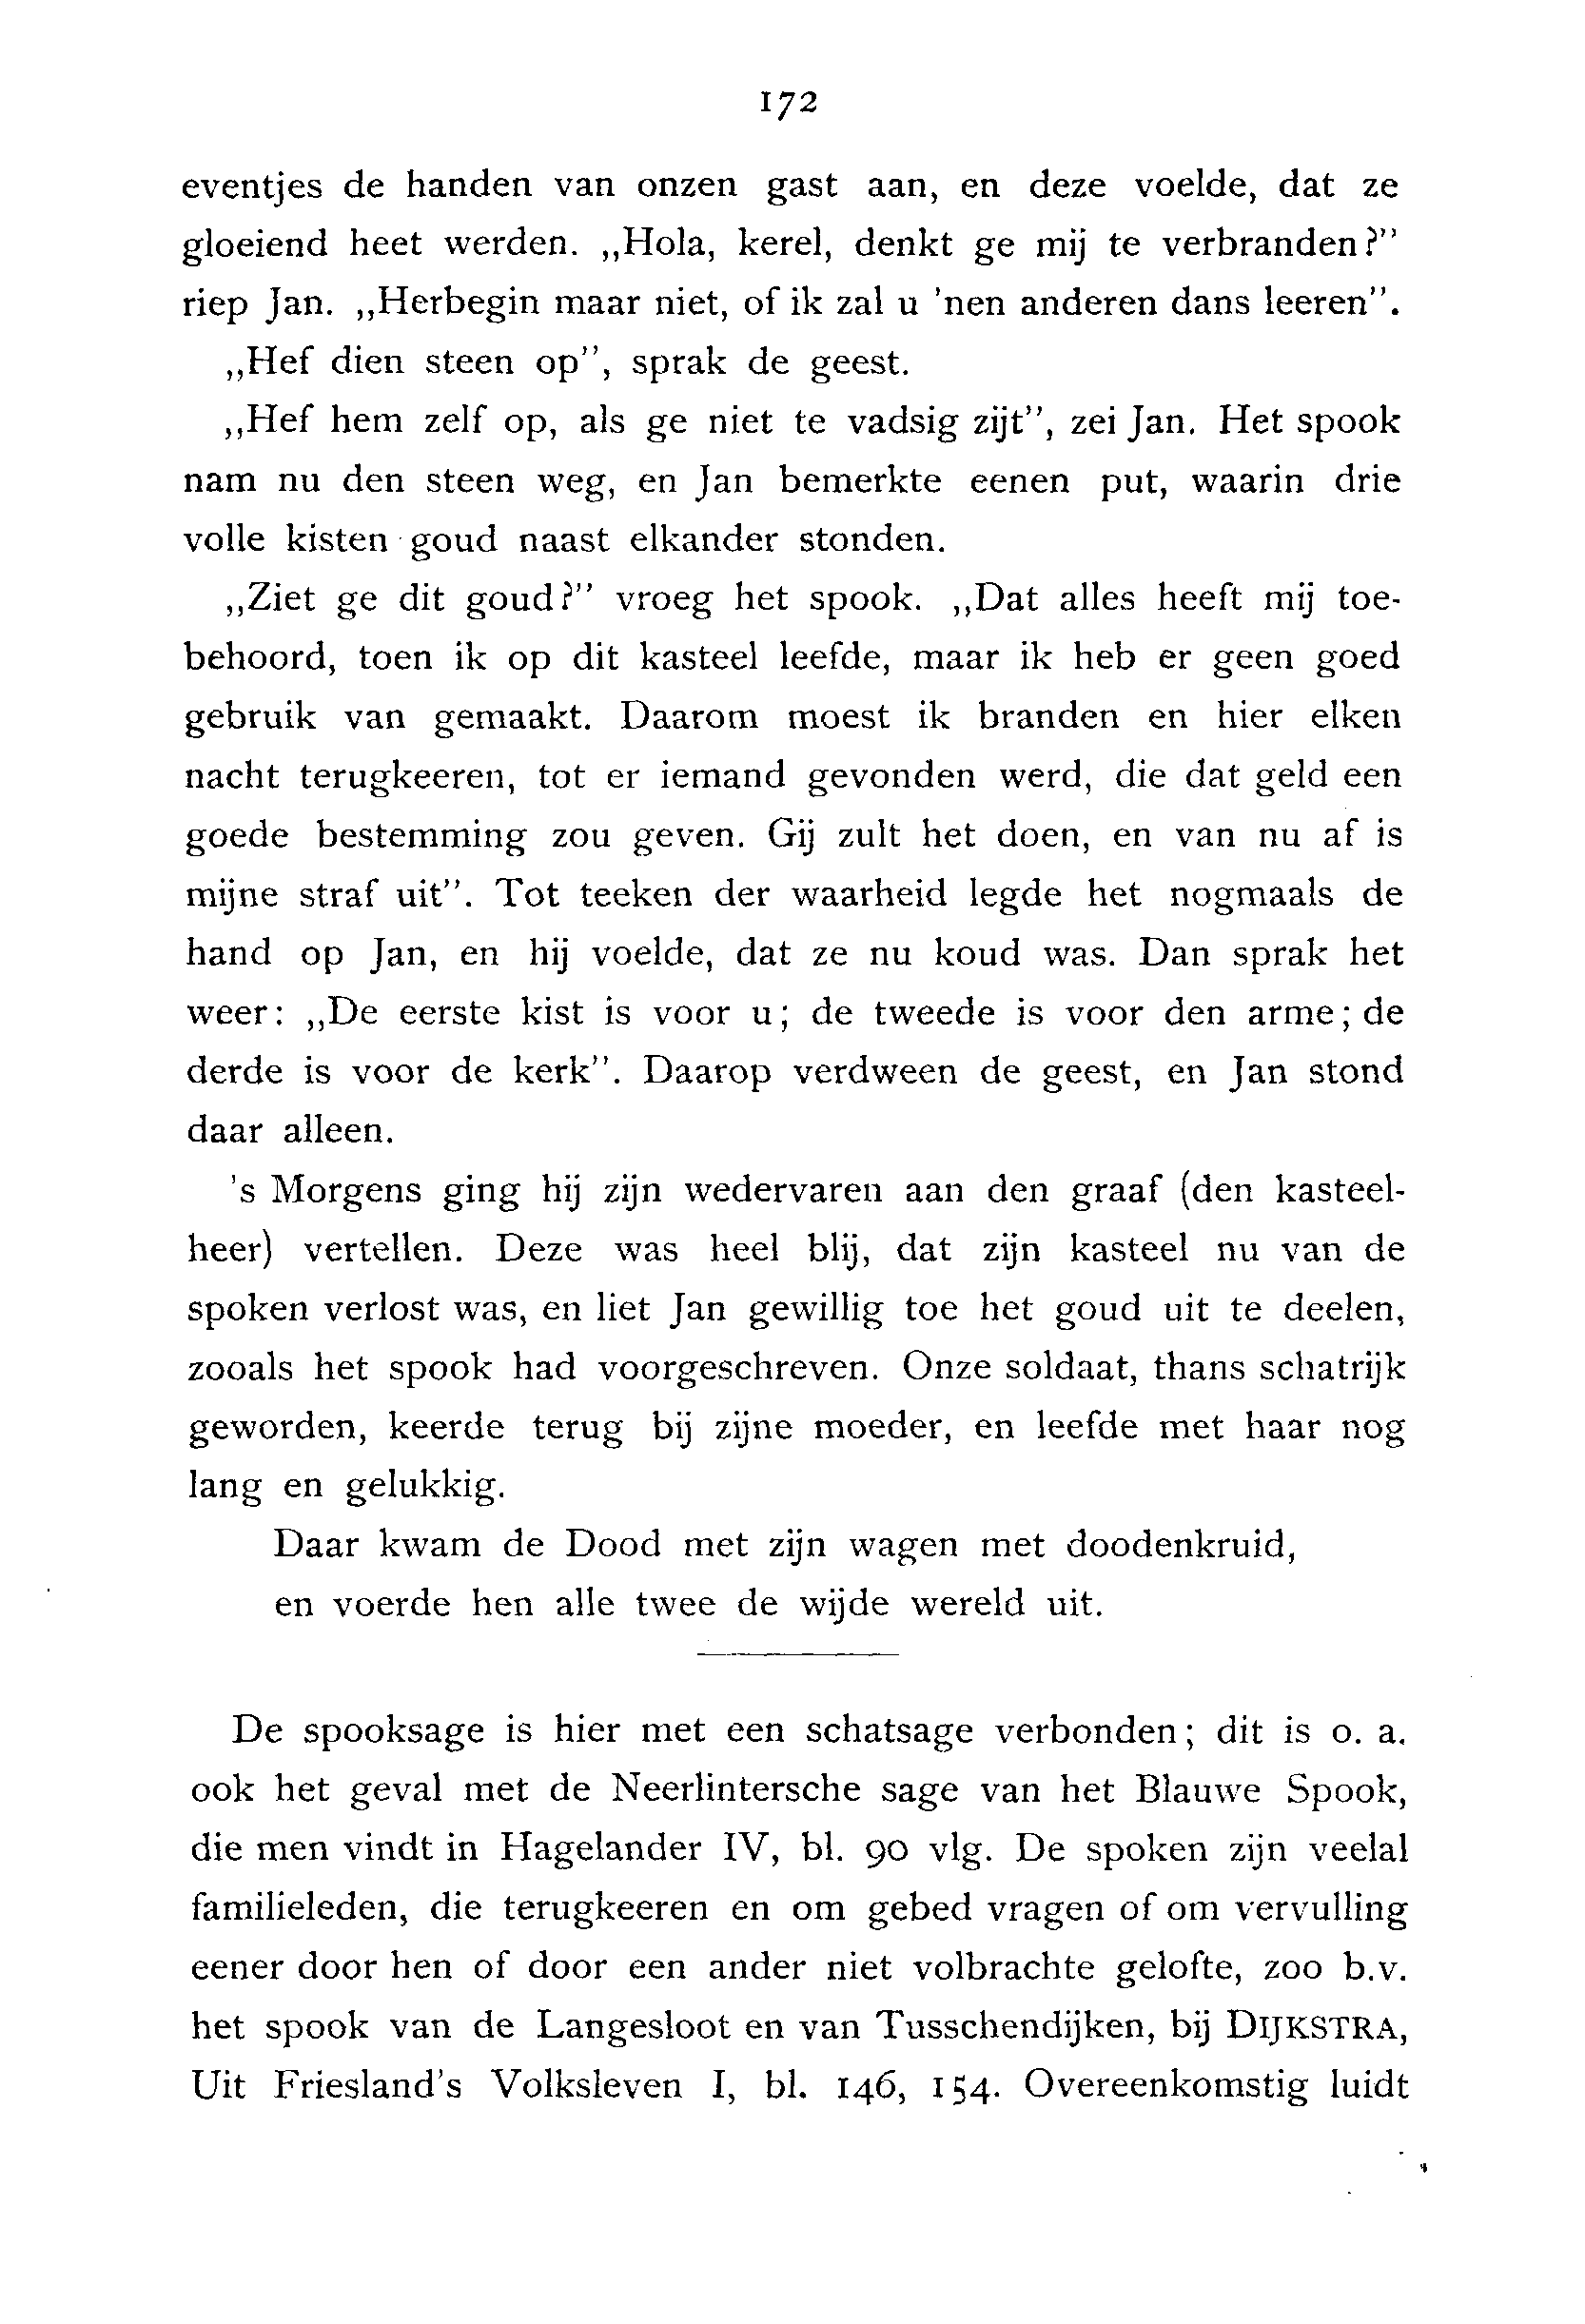 172
eventjes de handen van onzen gast aan, en deze voelde, dat ze
gloeiend heet werden. „Hola, kerel, denkt ge mij te verbranden?”
riep Jan. „Herbegin maar niet, of ik zal u ’nen anderen dans leeren”.
„Hef dien steen op”, sprak de geest.
„Hef hem zelf op, als ge niet te vadsig zijt”, zei Jan. Het spook
nam nu den steen weg, en Jan bemerkte eenen put, waarin drie
volle kisten goud naast elkander stonden.
„Ziet ge dit goud?” vroeg het spook. „Dat alles heeft mij toe-
behoord, toen ik op dit kasteel leefde, maar ik heb er geen goed
gebruik van gemaakt. Daarom moest ik branden en hier elken
nacht terugkeeren, tot er iemand gevonden werd, die dat geld een
goede bestemming zou geven. Gij zult het doen, en van nu af is
mijne straf uit”. Tot teeken der waarheid legde het nogmaals de
hand op Jan, en hij voelde, dat ze nu koud was. Dan sprak het
weer: „De eerste kist is voor u; de tweede is voor den arme; de
derde is voor de kerk”. Daarop verdween de geest, en Jan stond
daar alleen.
’s Morgens ging hij zijn wedervaren aan den graaf (den kasteel-
heer) vertellen. Deze was heel blij, dat zijn kasteel nu van de
spoken verlost was, en liet Jan gewillig toe het goud uit te deelen,
zooals het spook had voorgeschreven. Onze soldaat, thans schatrijk
geworden, keerde terug bij zijne moeder, en leefde met haar nog
lang en gelukkig.
Daar kwam de Dood met zijn wagen met doodenkruid,
en voerde hen alle twee de wijde wereld uit.
De spooksage is hier met een schatsage verbonden; dit is o. a.
ook het geval met de Neerlintersche sage van het Blauwe Spook,
die men vindt in Hagelander IV, bl. 90 vlg. De spoken zijn veelal
familieleden, die terugkeeren en om gebed vragen of om vervulling
eener door hen of door een ander niet volbrachte gelofte, zoo b.v.
het spook van de Langesloot en van Tusschendijken, bij DIJKSTRA,
Uit Friesland’s Volksleven I, bl. 146, 154. Overeenkomstig luidt